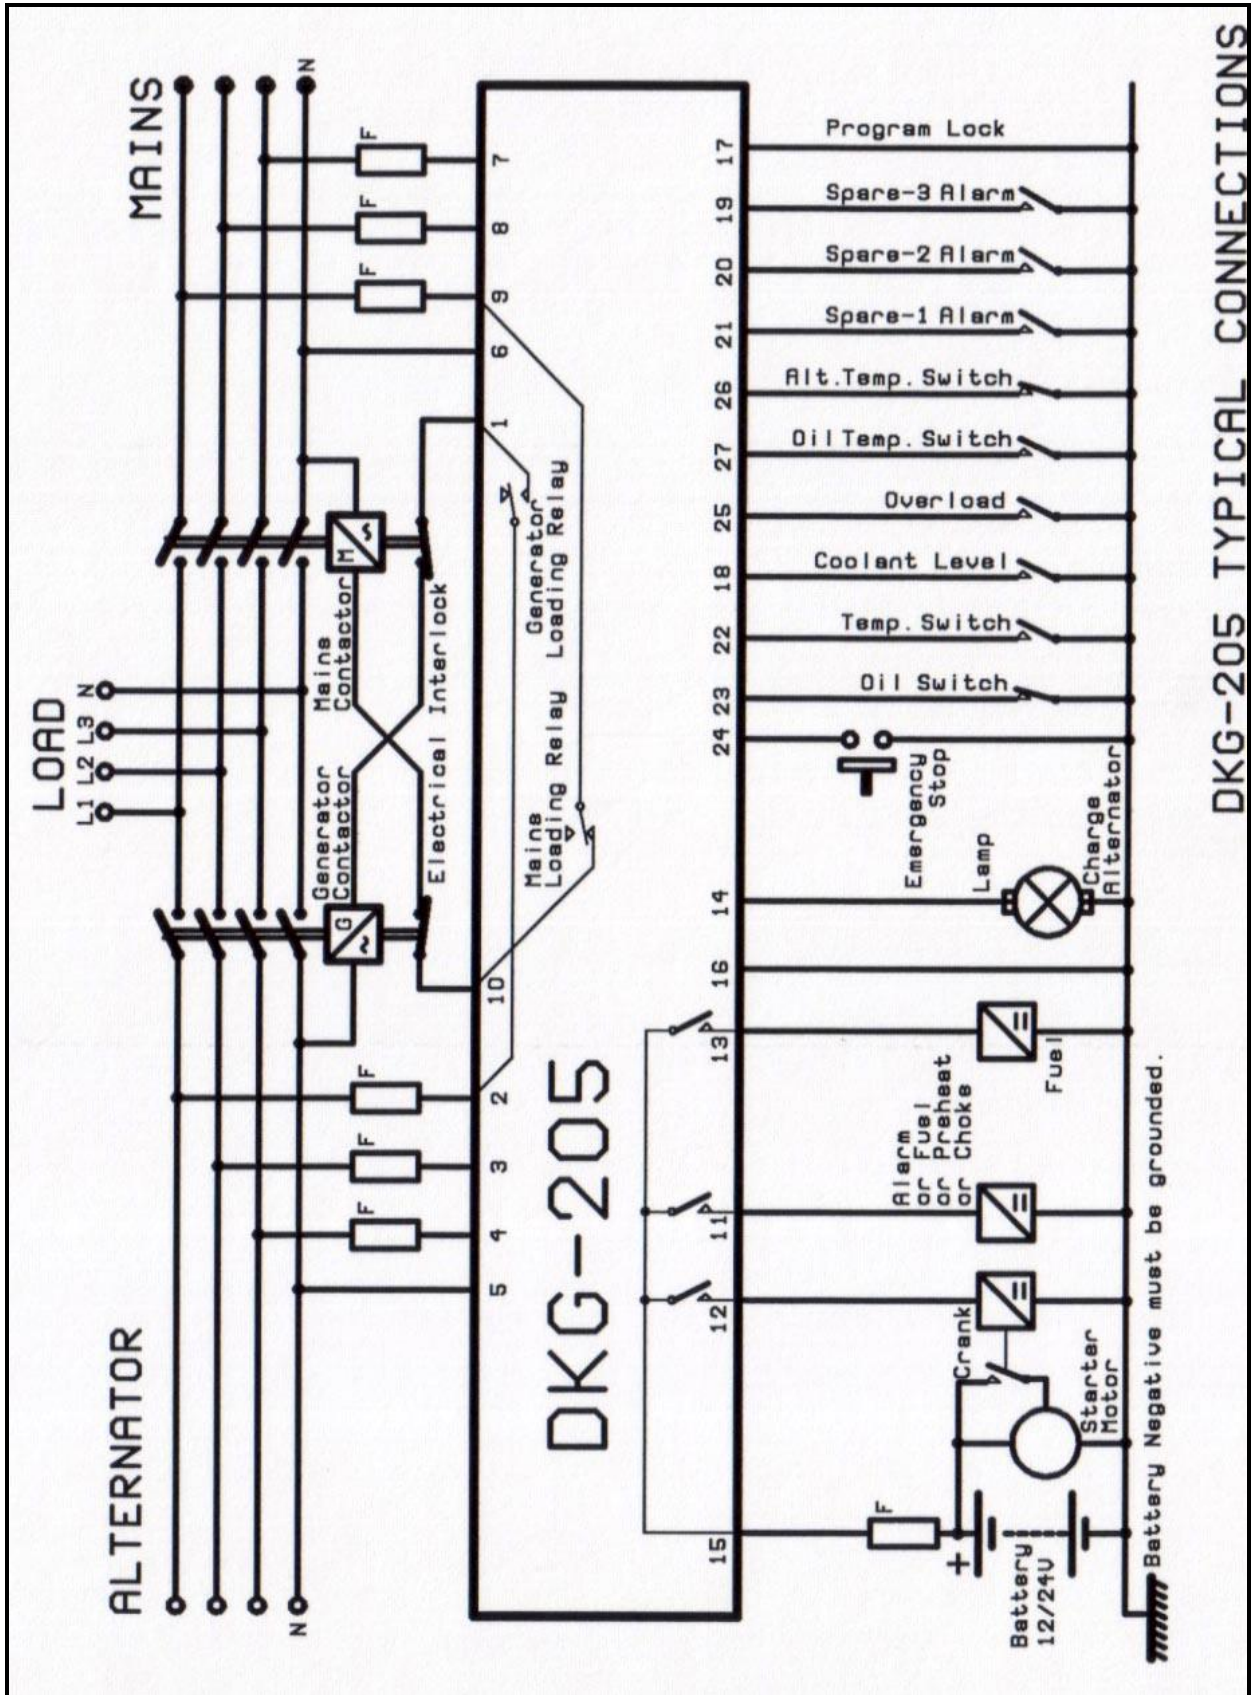 DKG-205 TYPICAL CONNECTIONS
MAINS
N
LOAD
L1
L2
L3
N
ALTERNATOR
N
F
F
F
7
8
9
6
1
M
Mains
Contactor
Generator
Contactor
G
Electrical Interlock
Generator
Loading Relay
Mains
Loading Relay
10
F
F
F
2
3
4
5
DKG-205
17
Program Lock
19
Spare-3 Alarm
20
Spare-2 Alarm
21
Spare-1 Alarm
26
Alt.Temp. Switch
27
Oil Temp. Switch
25
Overload
18
Coolant Level
22
Temp. Switch
23
Oil Switch
24
Emergency
Stop
14
Lamp
Charge
Alternator
16
13
Fuel
11
Alarm
or Fuel
or Preheat
or Choke
12
Crank
Starter
Motor
15
F
+
Battery
12/24V
Battery Negative must be grounded.